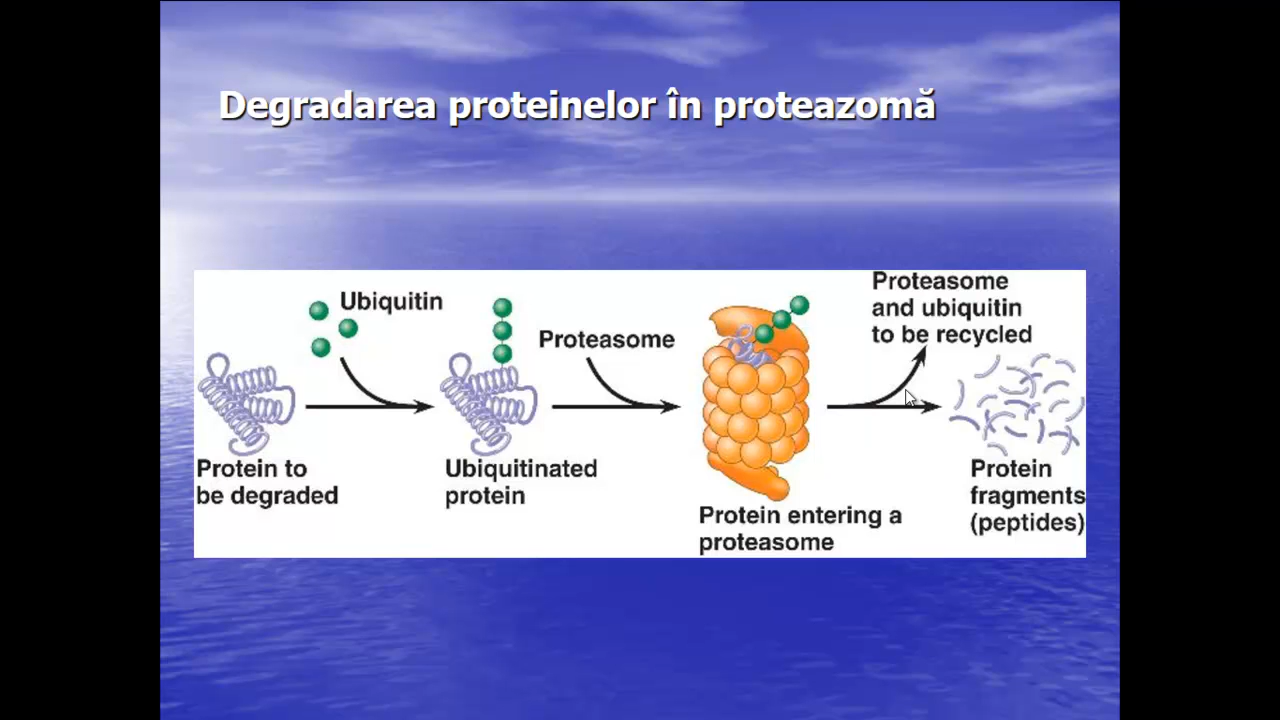 Degradarea proteinelor în proteazomă
Ubiquitin
Protein to
be degraded
Ubiquitinated
protein
Proteasome
Protein entering a
proteasome
Proteasome
and ubiquitin
to be recycled
Protein
fragments
(peptides)